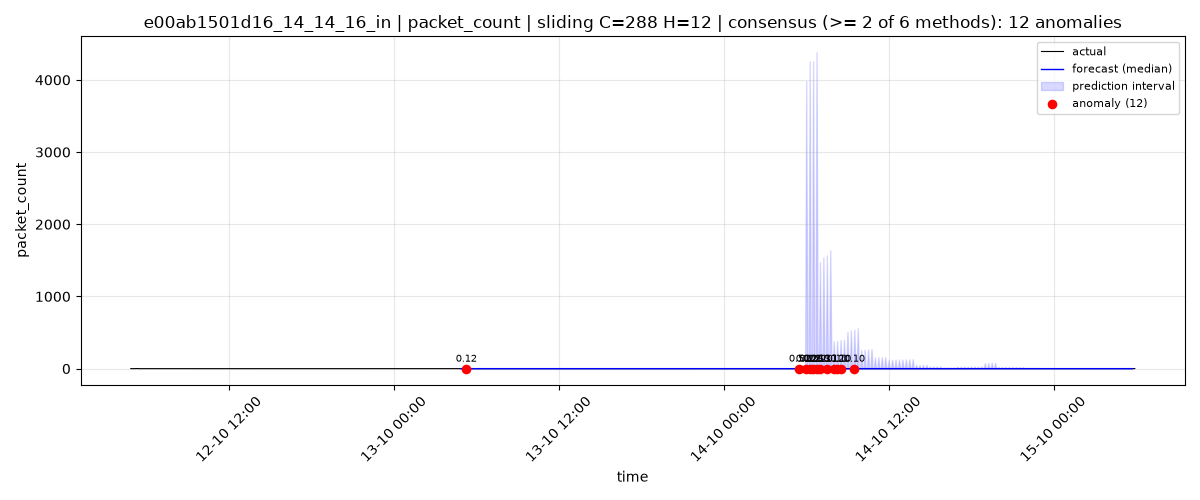 e00ab1501d16_14_14_16_in | packet_count | sliding C=288 H=12 | consensus (>= 2 of 6 methods): 12 anomalies
actual
forecast (median)
prediction interval
anomaly (12)
packet_count
4000
3000
2000
1000
0
0.12
12-10 12:00
13-10 00:00
13-10 12:00
14-10 00:00
14-10 12:00
15-10 00:00
time